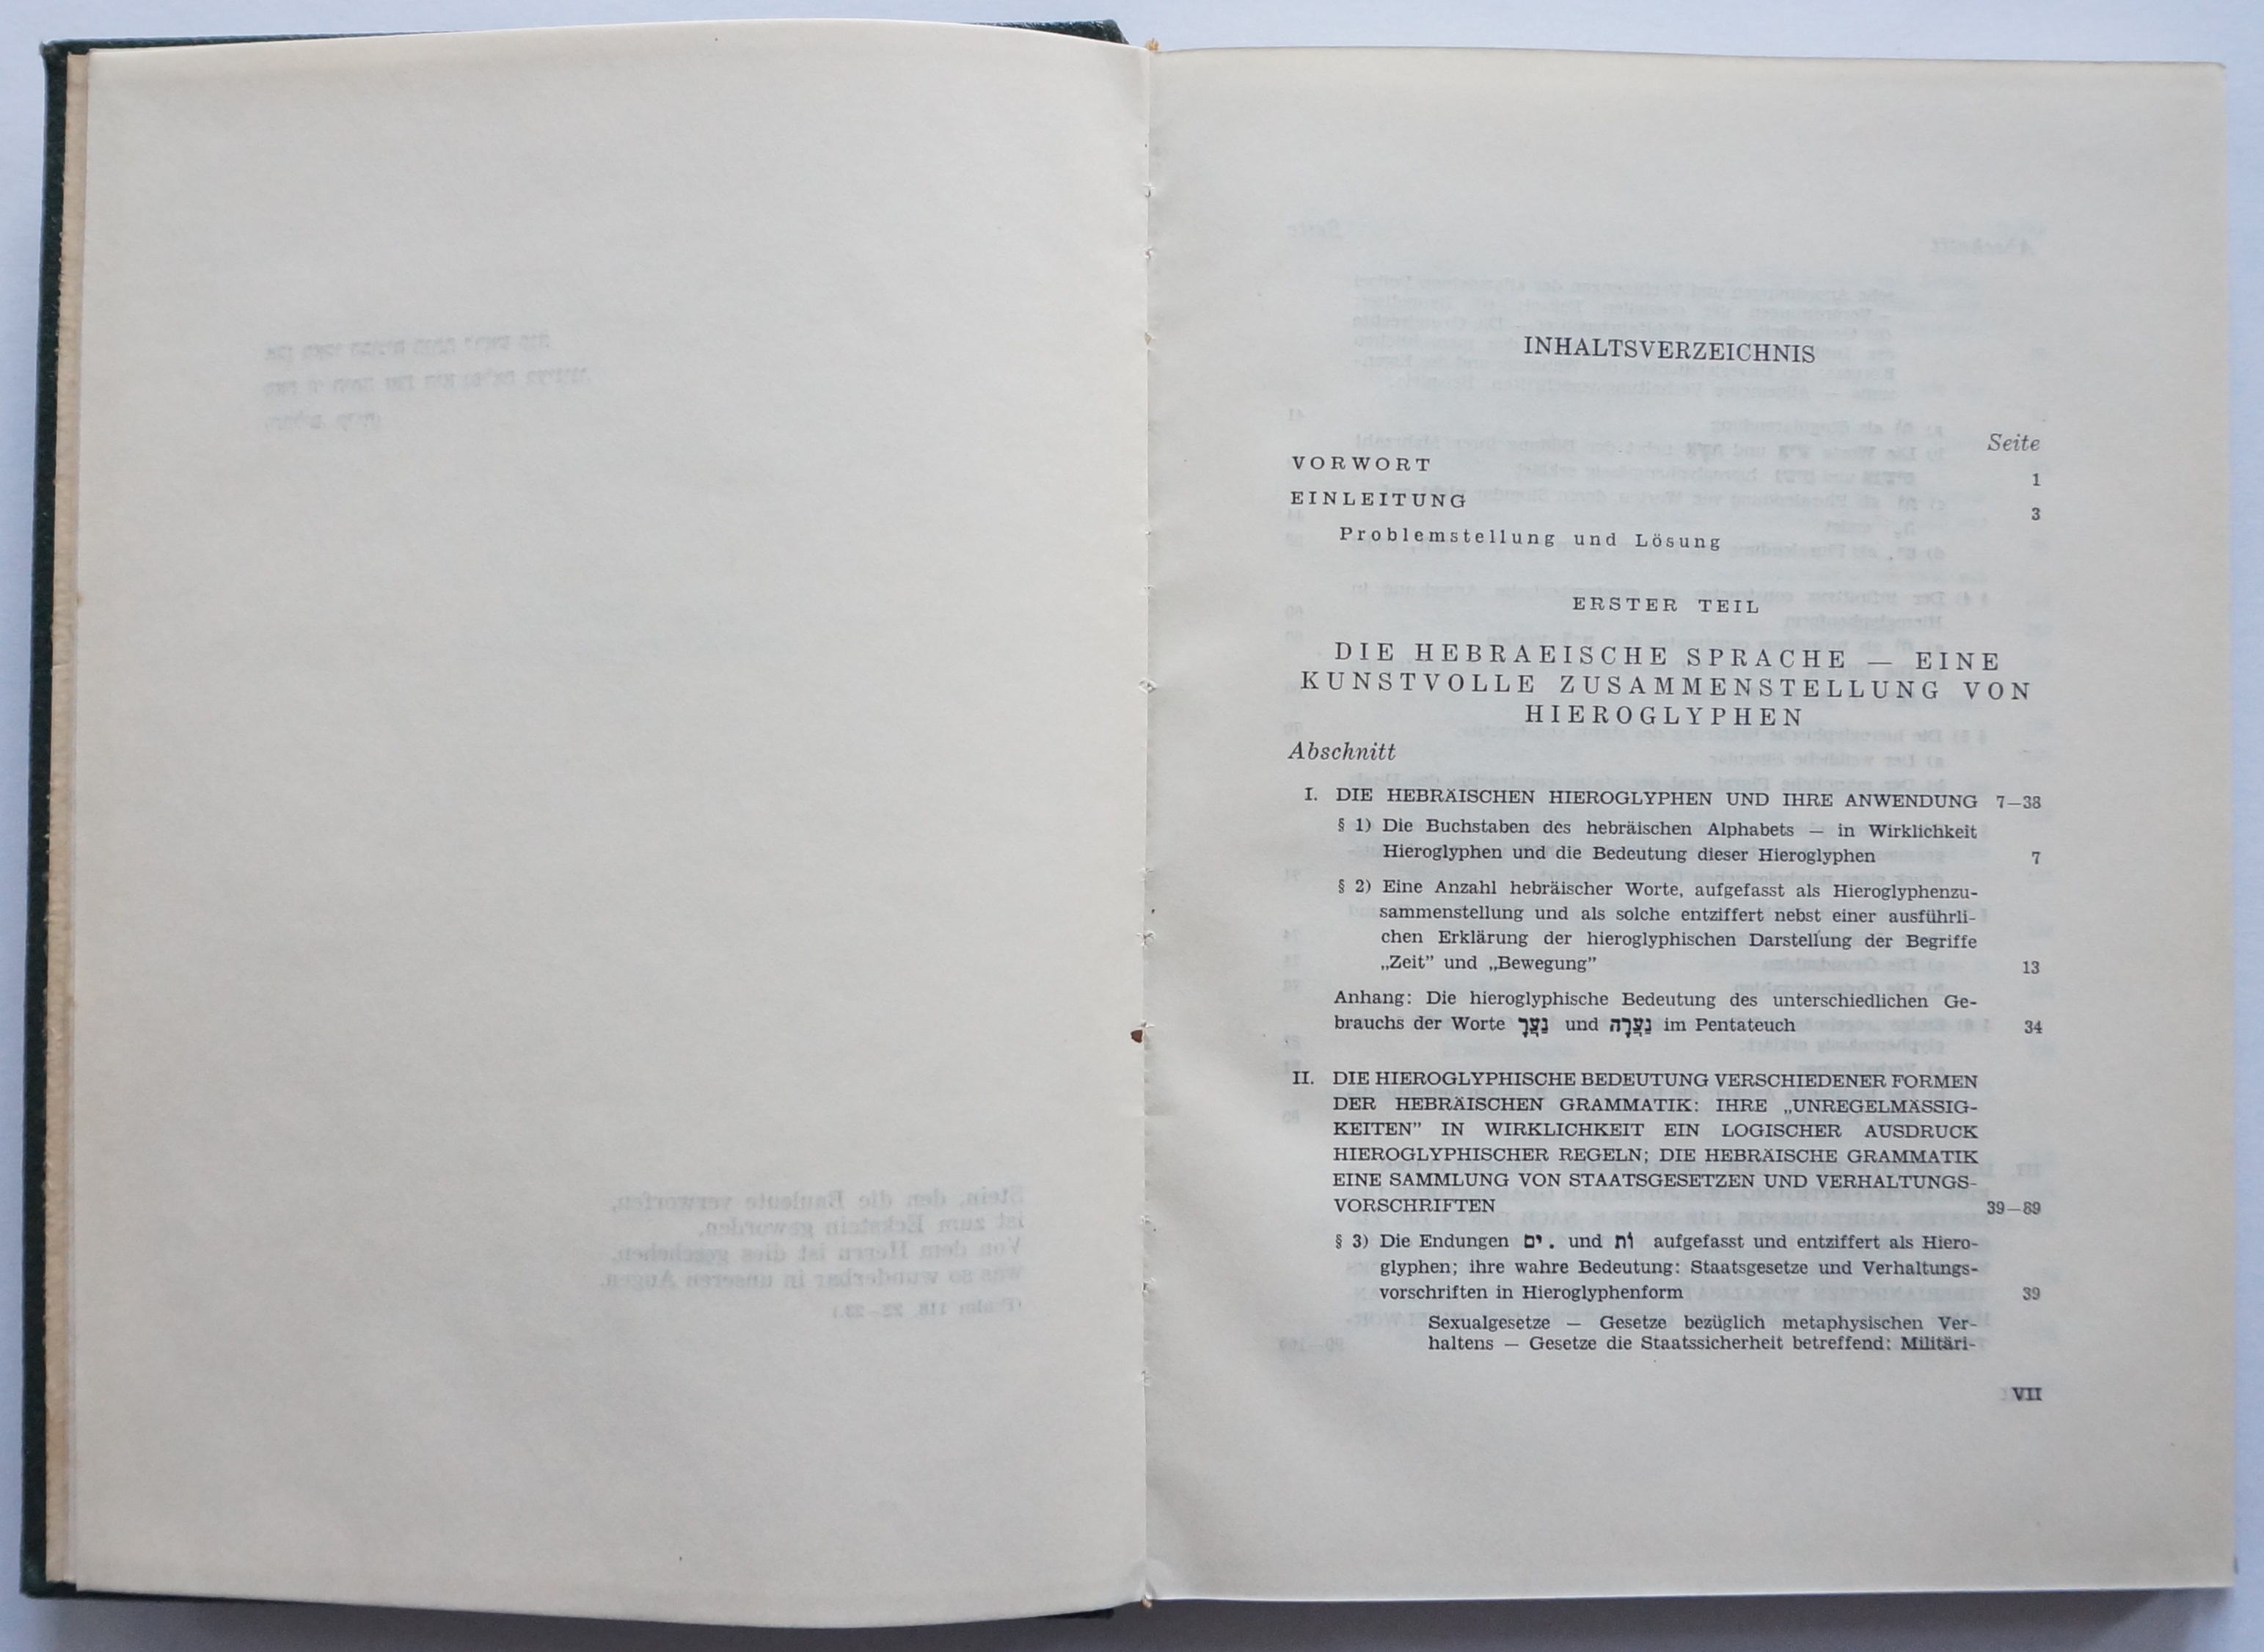 INHALTSVERZEICHNIS
Seite
VORWORT 1
EINLEITUNG 3
Problemstellung und Lösung
ERSTER TEIL
DIE HEBRAEISCHE SPRACHE — EINE
KUNSTVOLLE ZUSAMMENSTELLUNG VON
HIEROGLYPHEN
Abschnitt
I. DIE HEBRÄISCHEN HIEROGLYPHEN UND IHRE ANWENDUNG 7—38
§ 1) Die Buchstaben des hebräischen Alphabets — in Wirklichkeit
Hieroglyphen und die Bedeutung dieser Hieroglyphen 7
§ 2) Eine Anzahl hebräischer Worte, aufgefasst als Hieroglyphenzu-
sammenstellung und als solche entziffert nebst einer ausführli-
chen Erklärung der hieroglyphischen Darstellung der Begriffe
„Zeit” und „Bewegung” 13
Anhang: Die hieroglyphische Bedeutung des unterschiedlichen Ge-
brauchs der Worte נַעֲרָ und נַעֲרָה im Pentateuch 34
II. DIE HIEROGLYPHISCHE BEDEUTUNG VERSCHIEDENER FORMEN
DER HEBRÄISCHEN GRAMMATIK: IHRE „UNREGELMÄSSIG-
KEITEN” IN WIRKLICHKEIT EIN LOGISCHER AUSDRUCK
HIEROGLYPHISCHER REGELN; DIE HEBRÄISCHE GRAMMATIK
EINE SAMMLUNG VON STAATSGESETZEN UND VERHALTUNGS-
VORSCHRIFTEN 39—89
§ 3) Die Endungen ִים und וֹת aufgefasst und entziffert als Hiero-
glyphen; ihre wahre Bedeutung: Staatsgesetze und Verhaltungs-
vorschriften in Hieroglyphenform 39
Sexualgesetze — Gesetze bezüglich metaphysischen Ver-
haltens — Gesetze die Staatssicherheit betreffend: Militäri-
VII